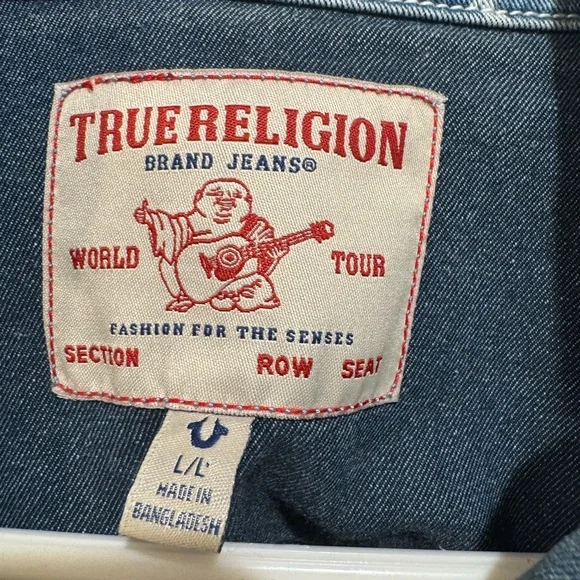 TRUE RELIGION
BRAND JEANS®
WORLD TOUR
FASHION FOR THE SENSES
SECTION ROW SEAT
L/L
MADE IN
BANGLADESH